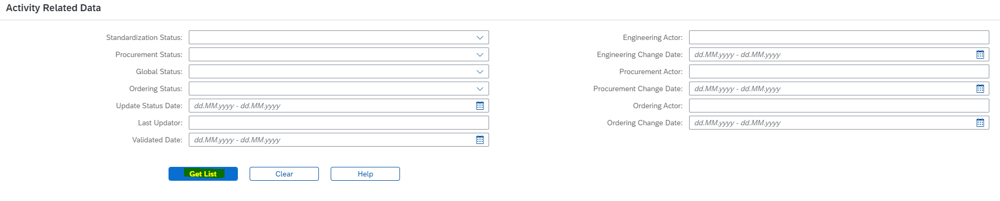 Activity Related Data
Standardization Status:
Procurement Status:
Global Status:
Ordering Status:
Update Status Date: dd.MM.yyyy - dd.MM.yyyy
Last Updator:
Validated Date: dd.MM.yyyy - dd.MM.yyyy
Engineering Actor:
Engineering Change Date: dd.MM.yyyy - dd.MM.yyyy
Procurement Actor:
Procurement Change Date: dd.MM.yyyy - dd.MM.yyyy
Ordering Actor:
Ordering Change Date: dd.MM.yyyy - dd.MM.yyyy
Get List Clear Help